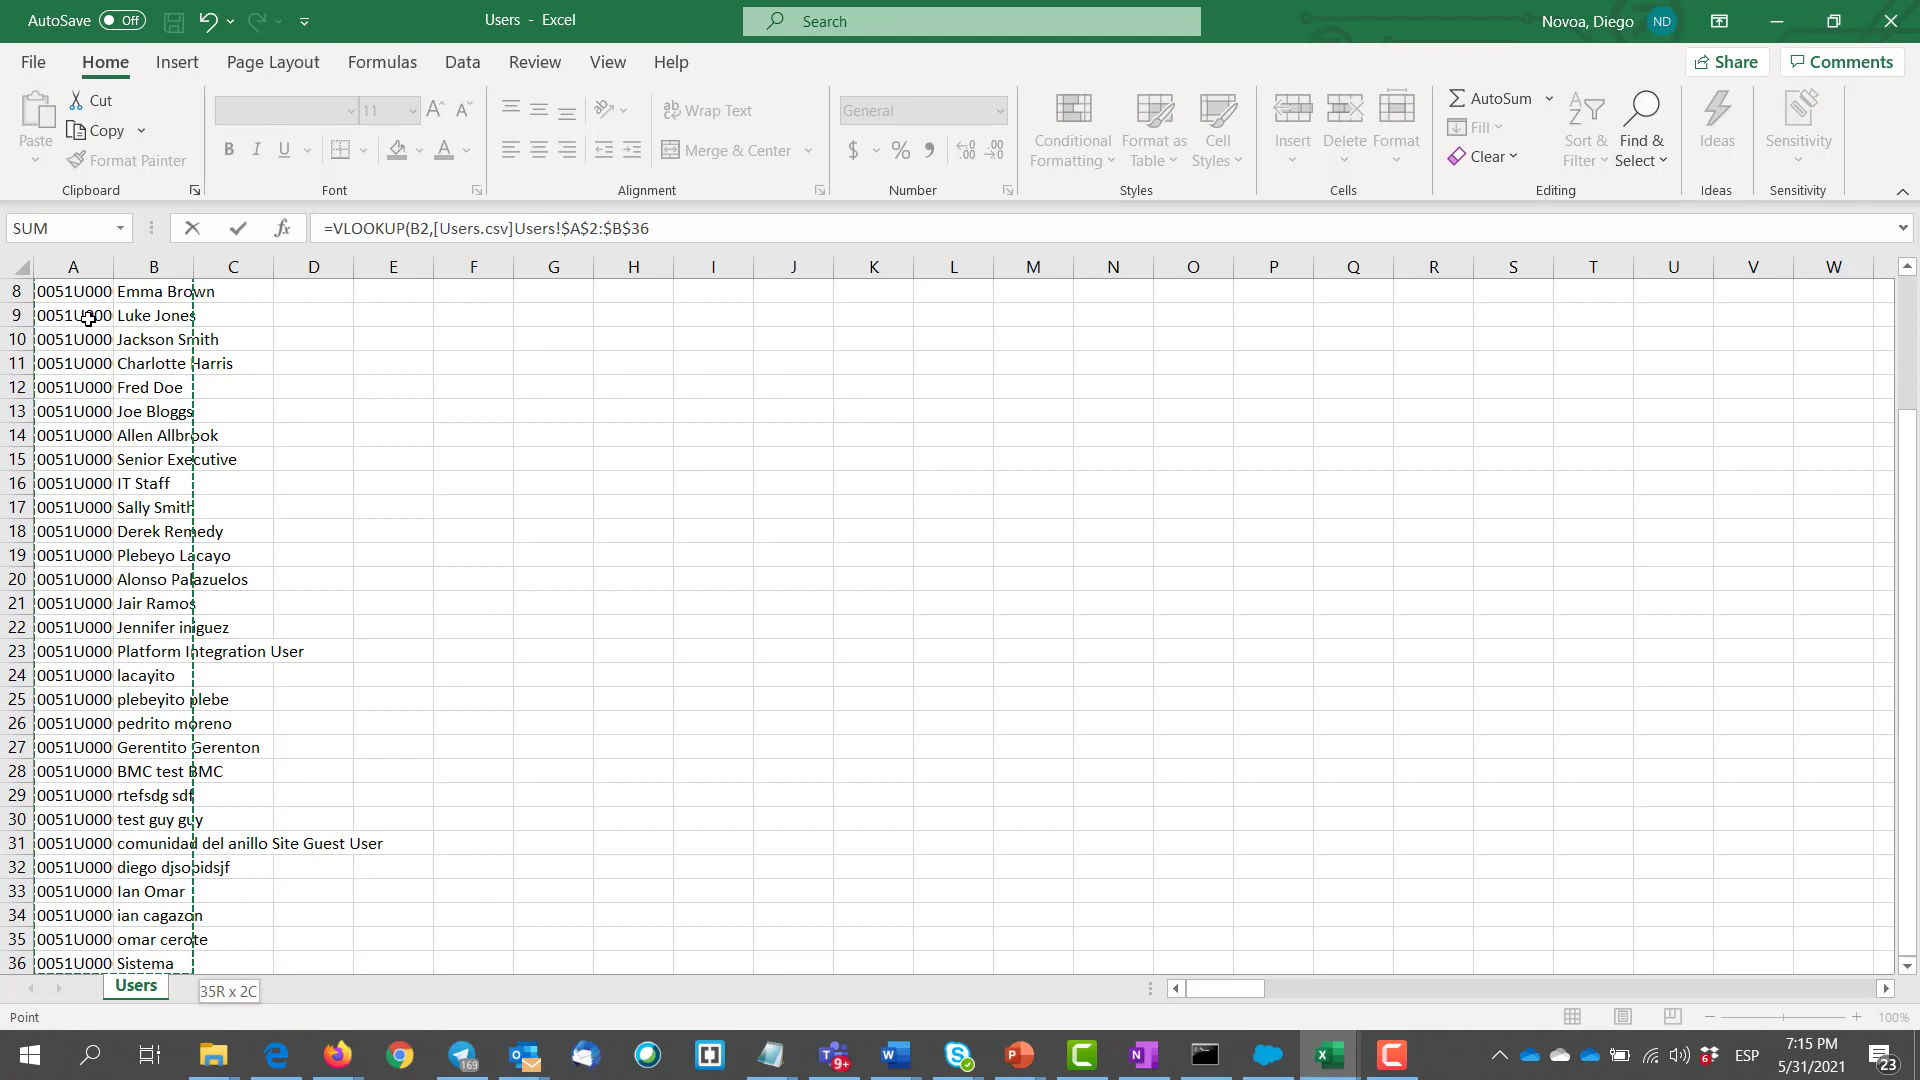 AutoSave Off
Users - Excel
Search
Novoa, Diego ND
File Home Insert Page Layout Formulas Data Review View Help
Share Comments
Paste
Cut
Copy
Format Painter
Clipboard
11
B I U
Font
Wrap Text
Merge & Center
Alignment
General
$ % 9
Number
Conditional Formatting
Format as Table
Cell Styles
Styles
Insert Delete Format
Cells
AutoSum
Fill
Clear
Sort & Filter
Find & Select
Editing
Ideas
Ideas
Sensitivity
Sensitivity
SUM =VLOOKUP(B2,[Users.csv]Users!$A$2:$B$36
A B C D E F G H I J K L M N O P Q R S T U V W
8 0051U000 Emma Brown
9 0051U000 Luke Jones
10 0051U000 Jackson Smith
11 0051U000 Charlotte Harris
12 0051U000 Fred Doe
13 0051U000 Joe Bloggs
14 0051U000 Allen Allbrook
15 0051U000 Senior Executive
16 0051U000 IT Staff
17 0051U000 Sally Smith
18 0051U000 Derek Remedy
19 0051U000 Plebeyo Lacayo
20 0051U000 Alonso Palazuelos
21 0051U000 Jair Ramos
22 0051U000 Jennifer iniguez
23 0051U000 Platform Integration User
24 0051U000 lacayito
25 0051U000 plebeyito plebe
26 0051U000 pedrito moreno
27 0051U000 Gerentito Gerenton
28 0051U000 BMC test BMC
29 0051U000 rtefsdg sdf
30 0051U000 test guy guy
31 0051U000 comunidad del anillo Site Guest User
32 0051U000 diego djsopidsjf
33 0051U000 Ian Omar
34 0051U000 ian cagazon
35 0051U000 omar cerote
36 0051U000 Sistema
Users
35R x 2C
Point
100%
169
9+
ESP
7:15 PM
5/31/2021
23